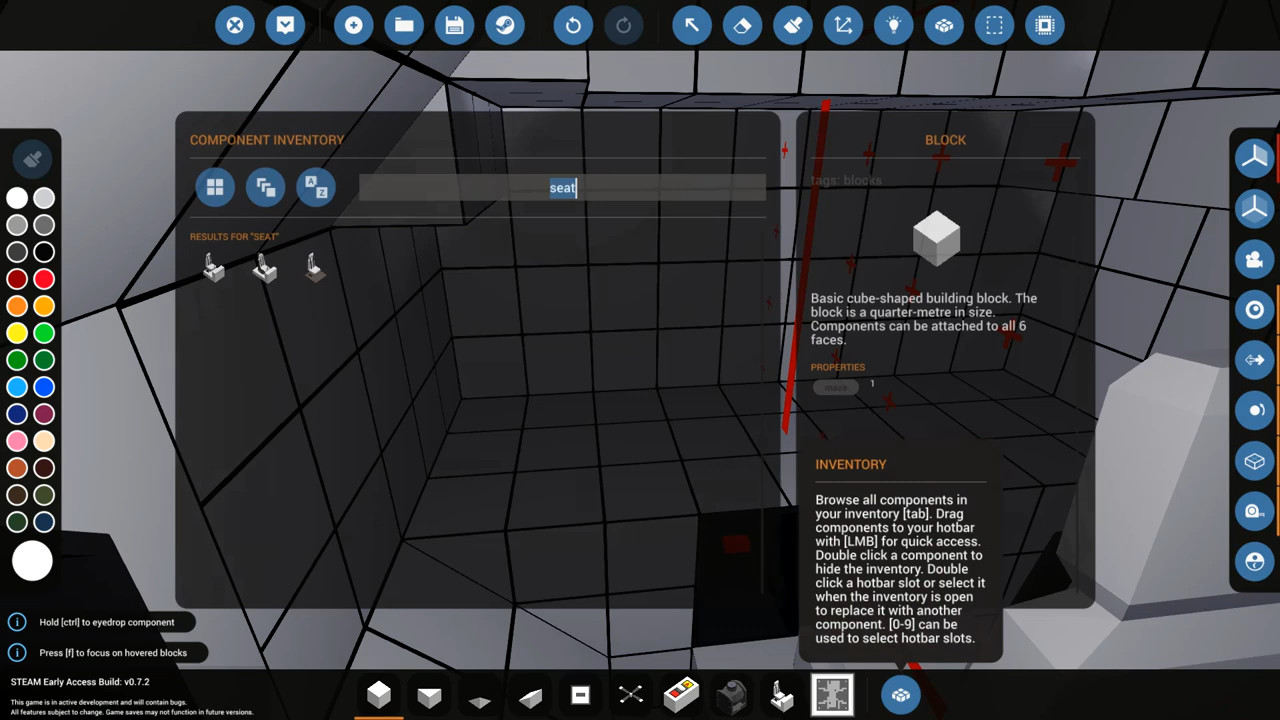 COMPONENT INVENTORY
A
Z
seat
RESULTS FOR "SEAT"
BLOCK
tags: blocks
Basic cube-shaped building block. The
block is a quarter-metre in size.
Components can be attached to all 6
faces.
PROPERTIES
mass 1
INVENTORY
Browse all components in
your inventory [tab]. Drag
components to your hotbar
with [LMB] for quick access.
Double click a component to
hide the inventory. Double
click a hotbar slot or select it
when the inventory is open
to replace it with another
component. [0-9] can be
used to select hotbar slots.
Hold [ctrl] to eyedrop component
Press [f] to focus on hovered blocks
STEAM Early Access Build: v0.7.2
This game is in active development and will contain bugs.
All features subject to change. Game saves may not function in future versions.